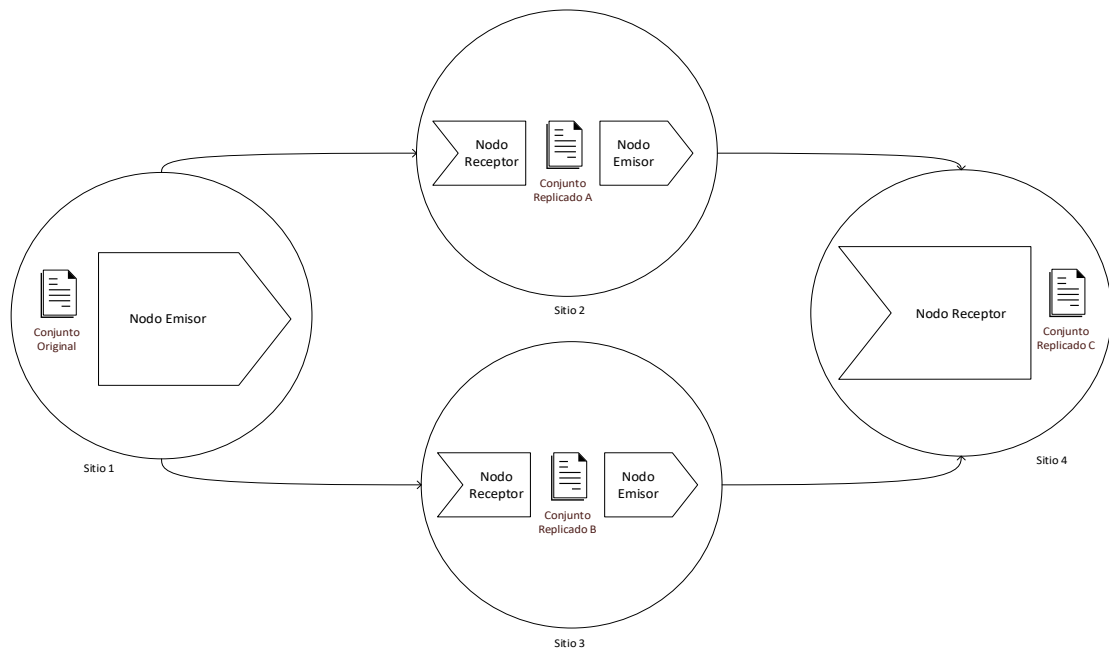 Nodo
Receptor
Conjunto
Replicado A
Nodo
Emisor
Sitio 2
Conjunto
Original
Nodo Emisor
Sitio 1
Nodo Receptor
Conjunto
Replicado C
Sitio 4
Nodo
Receptor
Conjunto
Replicado B
Nodo
Emisor
Sitio 3